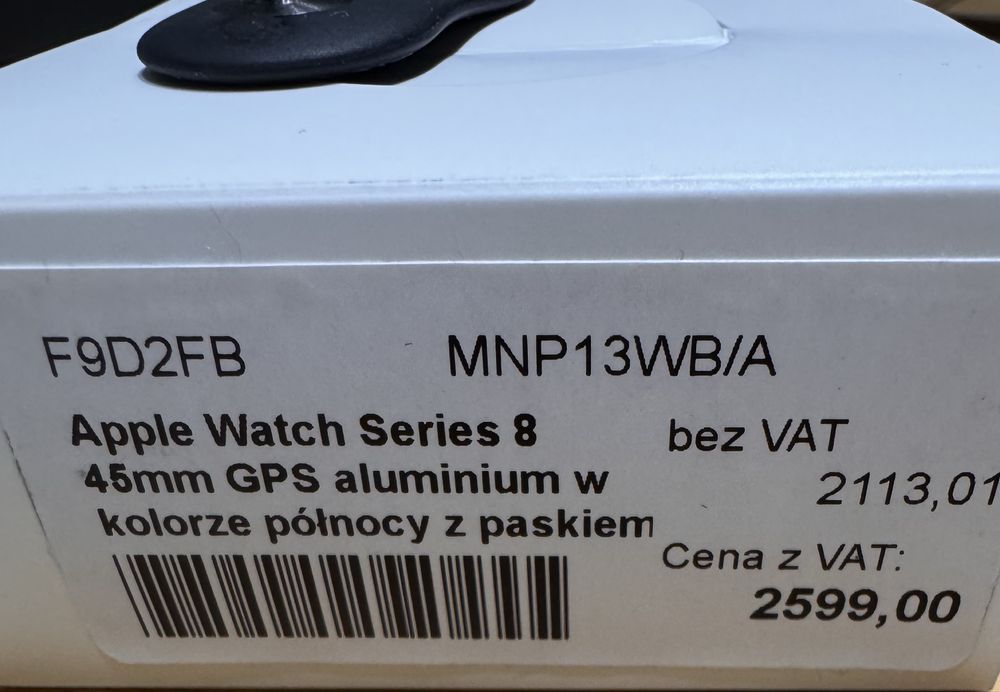 F9D2FB MNP13WB/A
Apple Watch Series 8
45mm GPS aluminium w
kolorze północy z paskiem
bez VAT
2113,01
Cena z VAT:
2599,00